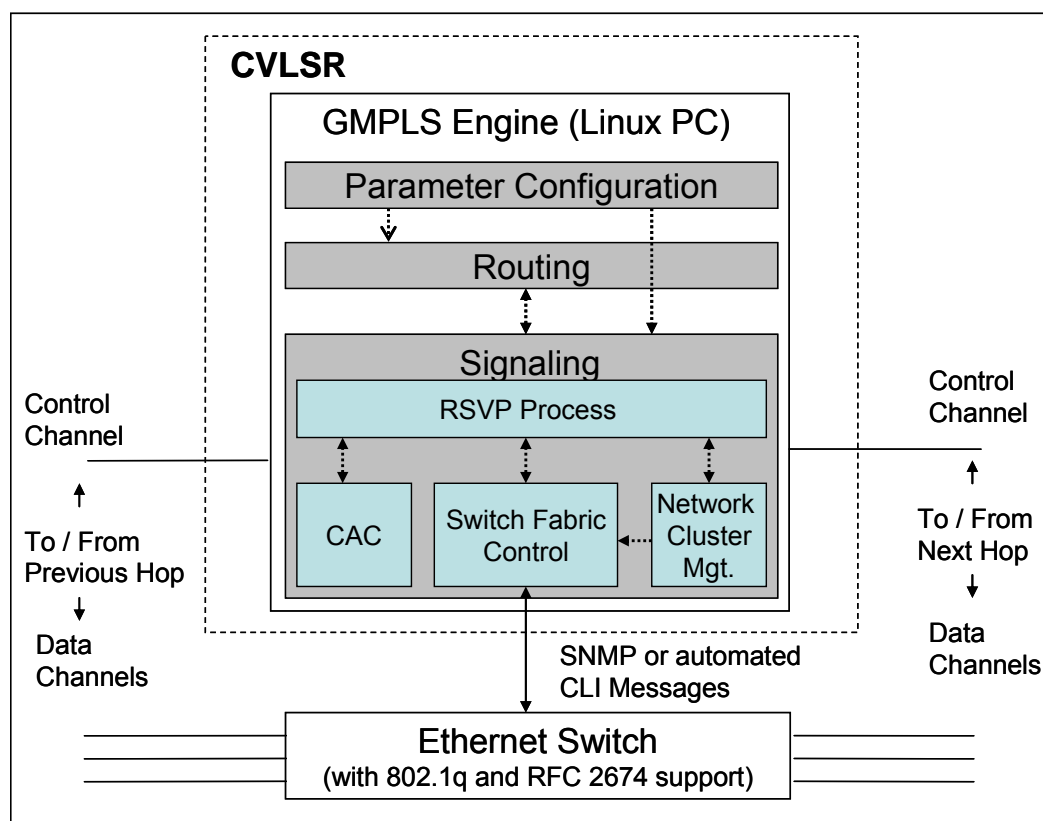 CVLSR
GMPLS Engine (Linux PC)
Parameter Configuration
Routing
Signaling
RSVP Process
CAC
Switch Fabric
Control
Network
Cluster
Mgt.
Control
Channel
To / From
Previous Hop
Data
Channels
Control
Channel
To / From
Next Hop
Data
Channels
SNMP or automated
CLI Messages
Ethernet Switch
(with 802.1q and RFC 2674 support)